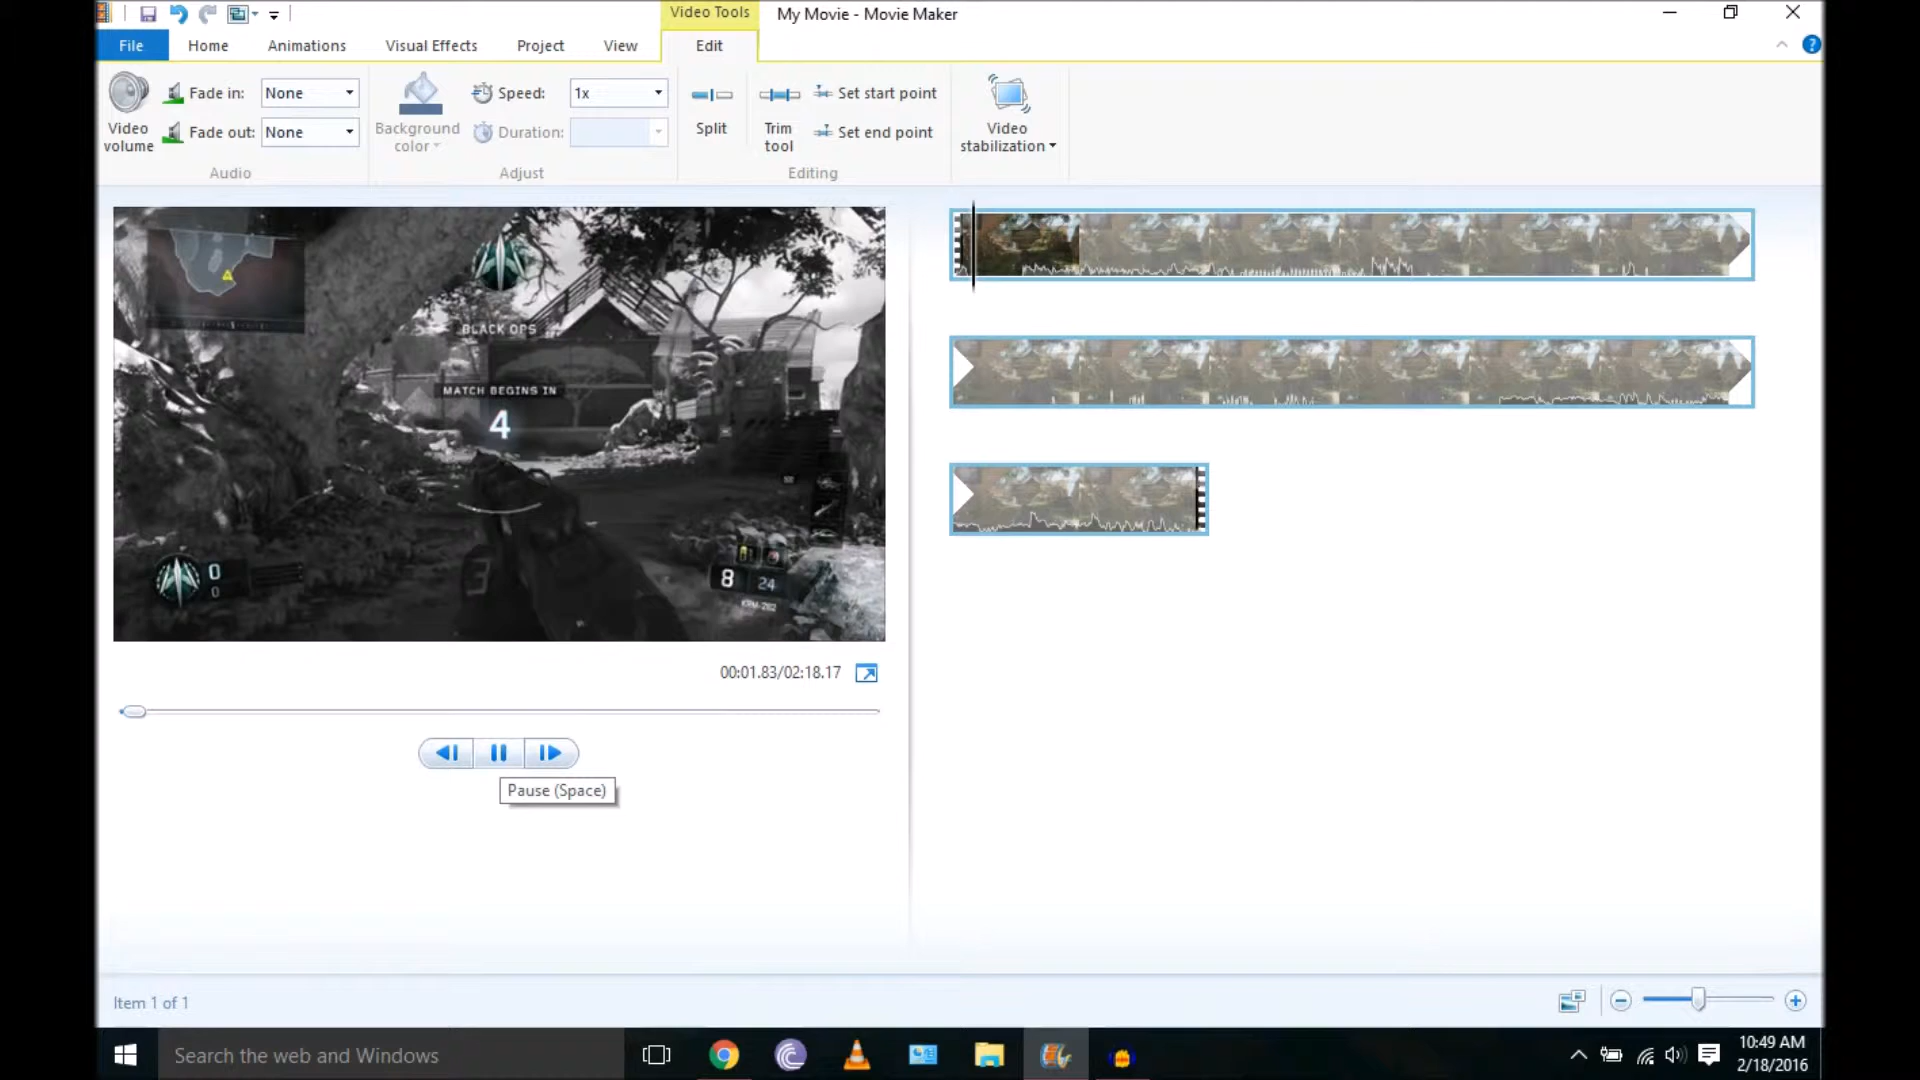 Video Tools
My Movie - Movie Maker
File
Home
Animations
Visual Effects
Project
View
Edit
Video
volume
Fade in:
None
Fade out:
None
Audio
Background
color
Speed:
1x
Duration:
Adjust
Split
Trim
tool
Set start point
Set end point
Editing
Video
stabilization
BLACK OPS
MATCH BEGINS IN
4
0
0
8
24
KRM-262
00:01.83/02:18.17
Pause (Space)
Item 1 of 1
Search the web and Windows
10:49 AM
2/18/2016